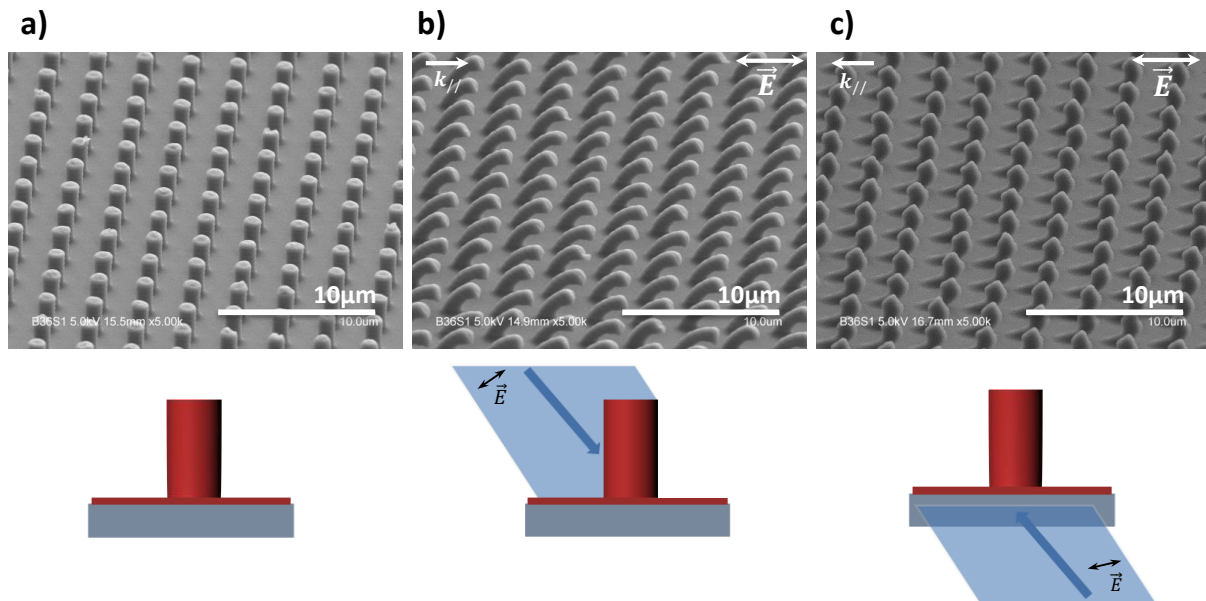 a)
b)
c)
k//
E
k//
E
10μm
B36S1 5.0kV 15.5mm x5.00k
10.0um
10μm
B36S1 5.0kV 14.9mm x5.00k
10.0um
10μm
B36S1 5.0kV 16.7mm x5.00k
10.0um
E
E